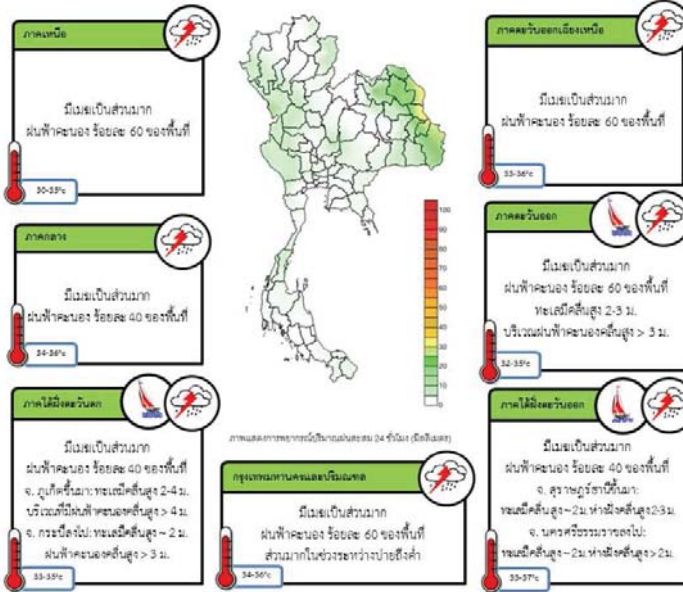 ภาคเหนือ
มีเมฆเป็นส่วนมาก
ฝนฟ้าคะนอง ร้อยละ 60 ของพื้นที่
30-35°c
ภาคตะวันออกเฉียงเหนือ
มีเมฆเป็นส่วนมาก
ฝนฟ้าคะนอง ร้อยละ 60 ของพื้นที่
33-36°c
ภาคกลาง
มีเมฆเป็นส่วนมาก
ฝนฟ้าคะนอง ร้อยละ 40 ของพื้นที่
34-36°c
ภาคตะวันออก
มีเมฆเป็นส่วนมาก
ฝนฟ้าคะนอง ร้อยละ 60 ของพื้นที่
ทะเลมีคลื่นสูง 2-3 ม.
บริเวณฝนฟ้าคะนองคลื่นสูง > 3 ม.
32-35°c
100
90
80
70
60
50
40
30
20
10
0
ภาพแสดงการพยากรณ์ปริมาณฝนสะสม 24 ชั่วโมง (มิลลิเมตร)
ภาคใต้ฝั่งตะวันตก
มีเมฆเป็นส่วนมาก
ฝนฟ้าคะนอง ร้อยละ 40 ของพื้นที่
จ. ภูเก็ตขึ้นมา: ทะเลมีคลื่นสูง 2-4 ม.
บริเวณที่มีฝนฟ้าคะนองคลื่นสูง > 4 ม.
จ. กระบี่ลงไป: ทะเลมีคลื่นสูง ~ 2 ม.
ฝนฟ้าคะนองคลื่นสูง > 3 ม.
33-35°c
กรุงเทพมหานครและปริมณฑล
มีเมฆเป็นส่วนมาก
ฝนฟ้าคะนอง ร้อยละ 60 ของพื้นที่
ส่วนมากในช่วงระหว่างบ่ายถึงค่ำ
34-36°c
ภาคใต้ฝั่งตะวันออก
มีเมฆเป็นส่วนมาก
ฝนฟ้าคะนอง ร้อยละ 40 ของพื้นที่
จ. สุราษฎร์ธานีขึ้นมา:
ทะเลมีคลื่นสูง ~2ม. ห่างฝั่งคลื่นสูง 2-3ม.
จ. นครศรีธรรมราชลงไป:
ทะเลมีคลื่นสูง ~2ม. ห่างฝั่งคลื่นสูง > 2ม.
33-37°c